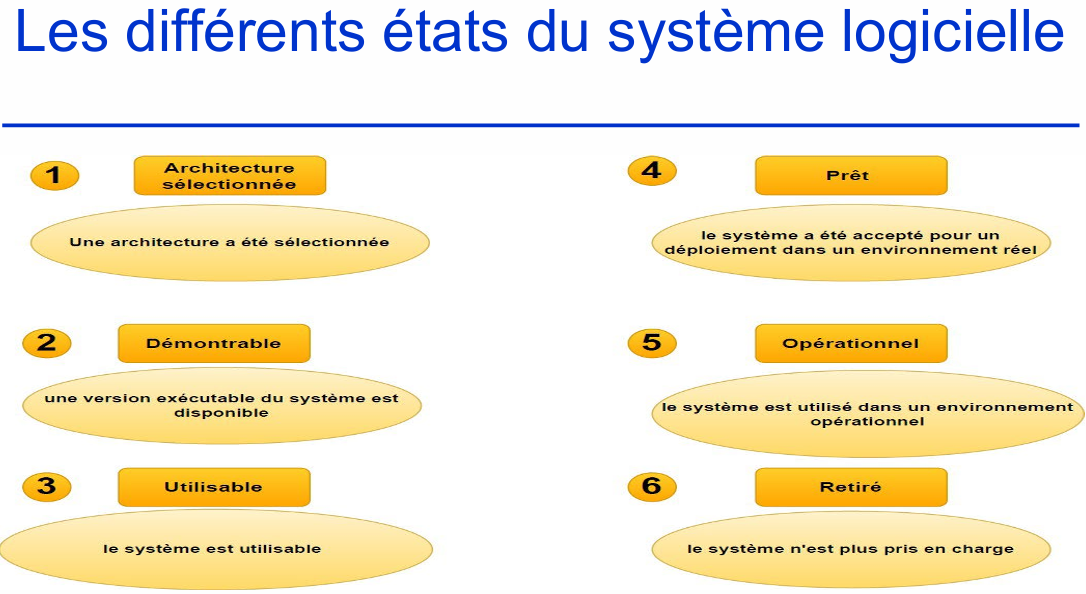 Les différents états du système logicielle
1
Architecture
sélectionnée
Une architecture a été sélectionnée
2
Démontrable
une version exécutable du système est
disponible
3
Utilisable
le système est utilisable
4
Prêt
le système a été accepté pour un
déploiement dans un environnement réel
5
Opérationnel
le système est utilisé dans un environnement
opérationnel
6
Retiré
le système n'est plus pris en charge